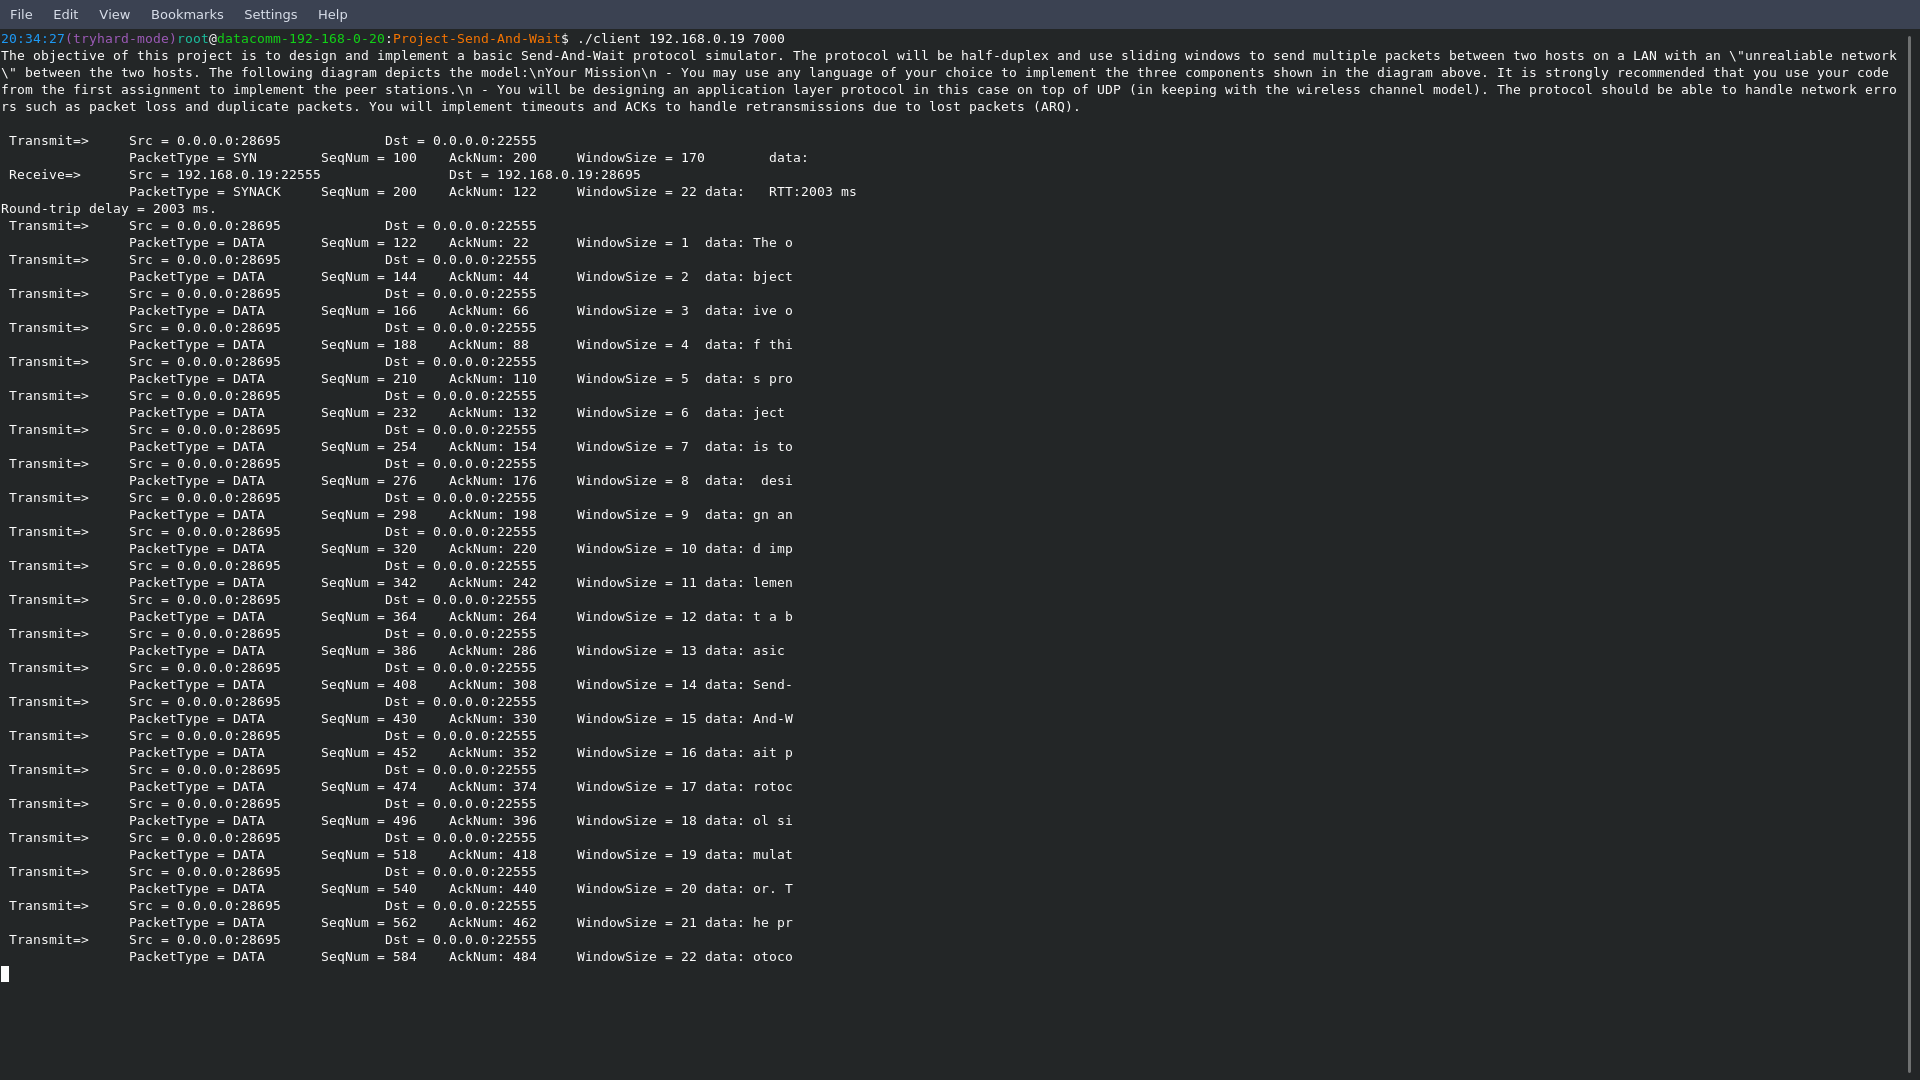 File Edit View Bookmarks Settings Help
20:34:27(tryhard-mode)root@datacomm-192-168-0-20:Project-Send-And-Wait$ ./client 192.168.0.19 7000
The objective of this project is to design and implement a basic Send-And-Wait protocol simulator. The protocol will be half-duplex and use sliding windows to send multiple packets between two hosts on a LAN with an \"unrealiable network
\" between the two hosts. The following diagram depicts the model:\nYour Mission\n - You may use any language of your choice to implement the three components shown in the diagram above. It is strongly recommended that you use your code
from the first assignment to implement the peer stations.\n - You will be designing an application layer protocol in this case on top of UDP (in keeping with the wireless channel model). The protocol should be able to handle network erro
rs such as packet loss and duplicate packets. You will implement timeouts and ACKs to handle retransmissions due to lost packets (ARQ).
Transmit=> Src = 0.0.0.0:28695 Dst = 0.0.0.0:22555
PacketType = SYN SeqNum = 100 AckNum: 200 WindowSize = 170 data:
Receive=> Src = 192.168.0.19:22555 Dst = 192.168.0.19:28695
PacketType = SYNACK SeqNum = 200 AckNum: 122 WindowSize = 22 data: RTT:2003 ms
Round-trip delay = 2003 ms.
Transmit=> Src = 0.0.0.0:28695 Dst = 0.0.0.0:22555
PacketType = DATA SeqNum = 122 AckNum: 22 WindowSize = 1 data: The o
Transmit=> Src = 0.0.0.0:28695 Dst = 0.0.0.0:22555
PacketType = DATA SeqNum = 144 AckNum: 44 WindowSize = 2 data: bject
Transmit=> Src = 0.0.0.0:28695 Dst = 0.0.0.0:22555
PacketType = DATA SeqNum = 166 AckNum: 66 WindowSize = 3 data: ive o
Transmit=> Src = 0.0.0.0:28695 Dst = 0.0.0.0:22555
PacketType = DATA SeqNum = 188 AckNum: 88 WindowSize = 4 data: f thi
Transmit=> Src = 0.0.0.0:28695 Dst = 0.0.0.0:22555
PacketType = DATA SeqNum = 210 AckNum: 110 WindowSize = 5 data: s pro
Transmit=> Src = 0.0.0.0:28695 Dst = 0.0.0.0:22555
PacketType = DATA SeqNum = 232 AckNum: 132 WindowSize = 6 data: ject
Transmit=> Src = 0.0.0.0:28695 Dst = 0.0.0.0:22555
PacketType = DATA SeqNum = 254 AckNum: 154 WindowSize = 7 data: is to
Transmit=> Src = 0.0.0.0:28695 Dst = 0.0.0.0:22555
PacketType = DATA SeqNum = 276 AckNum: 176 WindowSize = 8 data:  desi
Transmit=> Src = 0.0.0.0:28695 Dst = 0.0.0.0:22555
PacketType = DATA SeqNum = 298 AckNum: 198 WindowSize = 9 data: gn an
Transmit=> Src = 0.0.0.0:28695 Dst = 0.0.0.0:22555
PacketType = DATA SeqNum = 320 AckNum: 220 WindowSize = 10 data: d imp
Transmit=> Src = 0.0.0.0:28695 Dst = 0.0.0.0:22555
PacketType = DATA SeqNum = 342 AckNum: 242 WindowSize = 11 data: lemen
Transmit=> Src = 0.0.0.0:28695 Dst = 0.0.0.0:22555
PacketType = DATA SeqNum = 364 AckNum: 264 WindowSize = 12 data: t a b
Transmit=> Src = 0.0.0.0:28695 Dst = 0.0.0.0:22555
PacketType = DATA SeqNum = 386 AckNum: 286 WindowSize = 13 data: asic
Transmit=> Src = 0.0.0.0:28695 Dst = 0.0.0.0:22555
PacketType = DATA SeqNum = 408 AckNum: 308 WindowSize = 14 data: Send-
Transmit=> Src = 0.0.0.0:28695 Dst = 0.0.0.0:22555
PacketType = DATA SeqNum = 430 AckNum: 330 WindowSize = 15 data: And-W
Transmit=> Src = 0.0.0.0:28695 Dst = 0.0.0.0:22555
PacketType = DATA SeqNum = 452 AckNum: 352 WindowSize = 16 data: ait p
Transmit=> Src = 0.0.0.0:28695 Dst = 0.0.0.0:22555
PacketType = DATA SeqNum = 474 AckNum: 374 WindowSize = 17 data: rotoc
Transmit=> Src = 0.0.0.0:28695 Dst = 0.0.0.0:22555
PacketType = DATA SeqNum = 496 AckNum: 396 WindowSize = 18 data: ol si
Transmit=> Src = 0.0.0.0:28695 Dst = 0.0.0.0:22555
PacketType = DATA SeqNum = 518 AckNum: 418 WindowSize = 19 data: mulat
Transmit=> Src = 0.0.0.0:28695 Dst = 0.0.0.0:22555
PacketType = DATA SeqNum = 540 AckNum: 440 WindowSize = 20 data: or. T
Transmit=> Src = 0.0.0.0:28695 Dst = 0.0.0.0:22555
PacketType = DATA SeqNum = 562 AckNum: 462 WindowSize = 21 data: he pr
Transmit=> Src = 0.0.0.0:28695 Dst = 0.0.0.0:22555
PacketType = DATA SeqNum = 584 AckNum: 484 WindowSize = 22 data: otoco